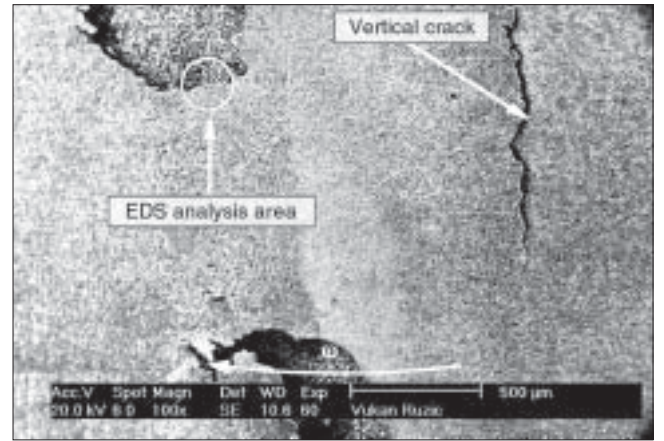 Vertical crack
EDS analysis area
Acc.V Spot Magn Det WD Exp 500 µm
20.0 kV 6.0 100x SE 10.6 60 Vukan Ruzic